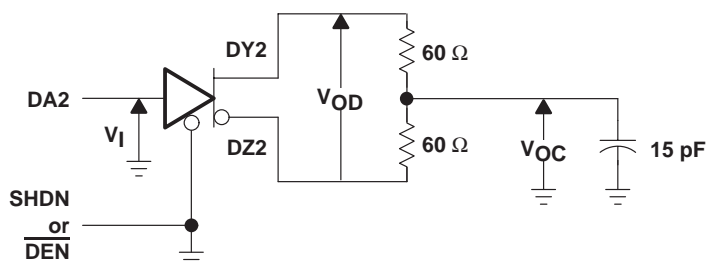 DY2
60 Ω
DA2
VOD
VI
DZ2
60 Ω
VOC
15 pF
SHDN
or
DEN